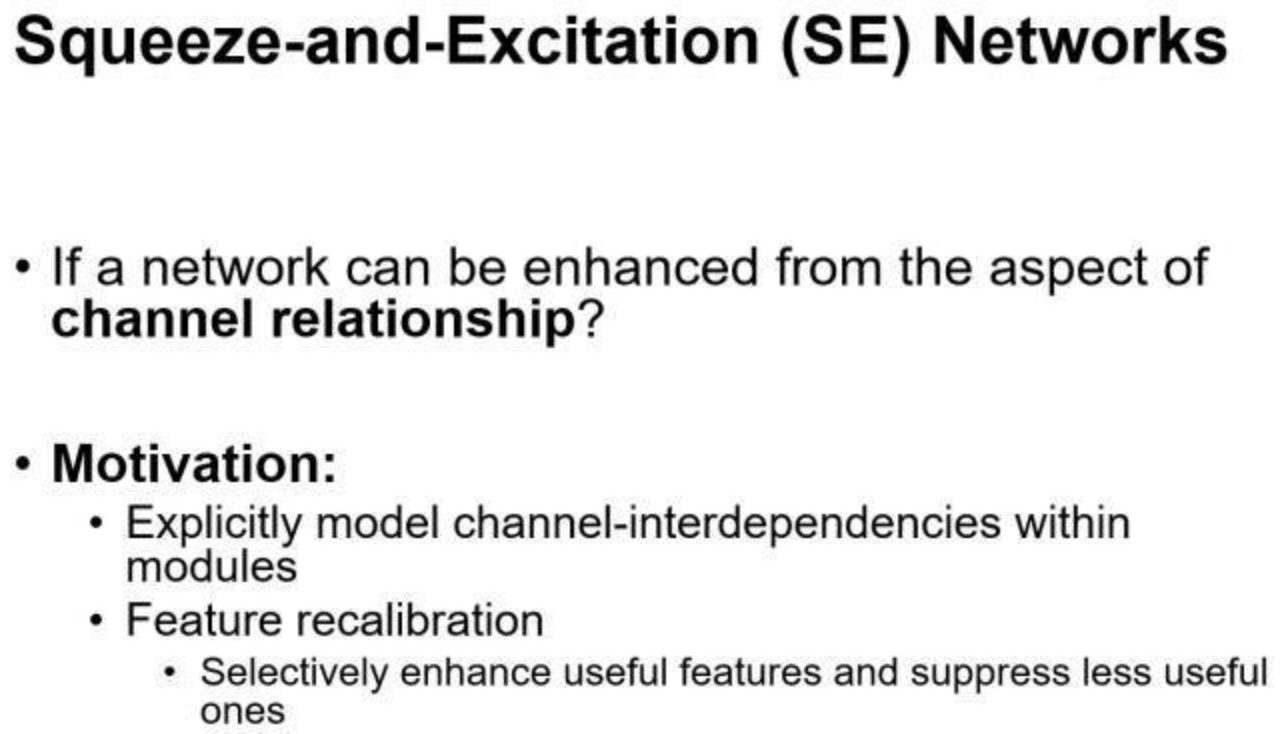 Squeeze-and-Excitation (SE) Networks
• If a network can be enhanced from the aspect of
channel relationship?
• Motivation:
• Explicitly model channel-interdependencies within
modules
• Feature recalibration
• Selectively enhance useful features and suppress less useful
ones